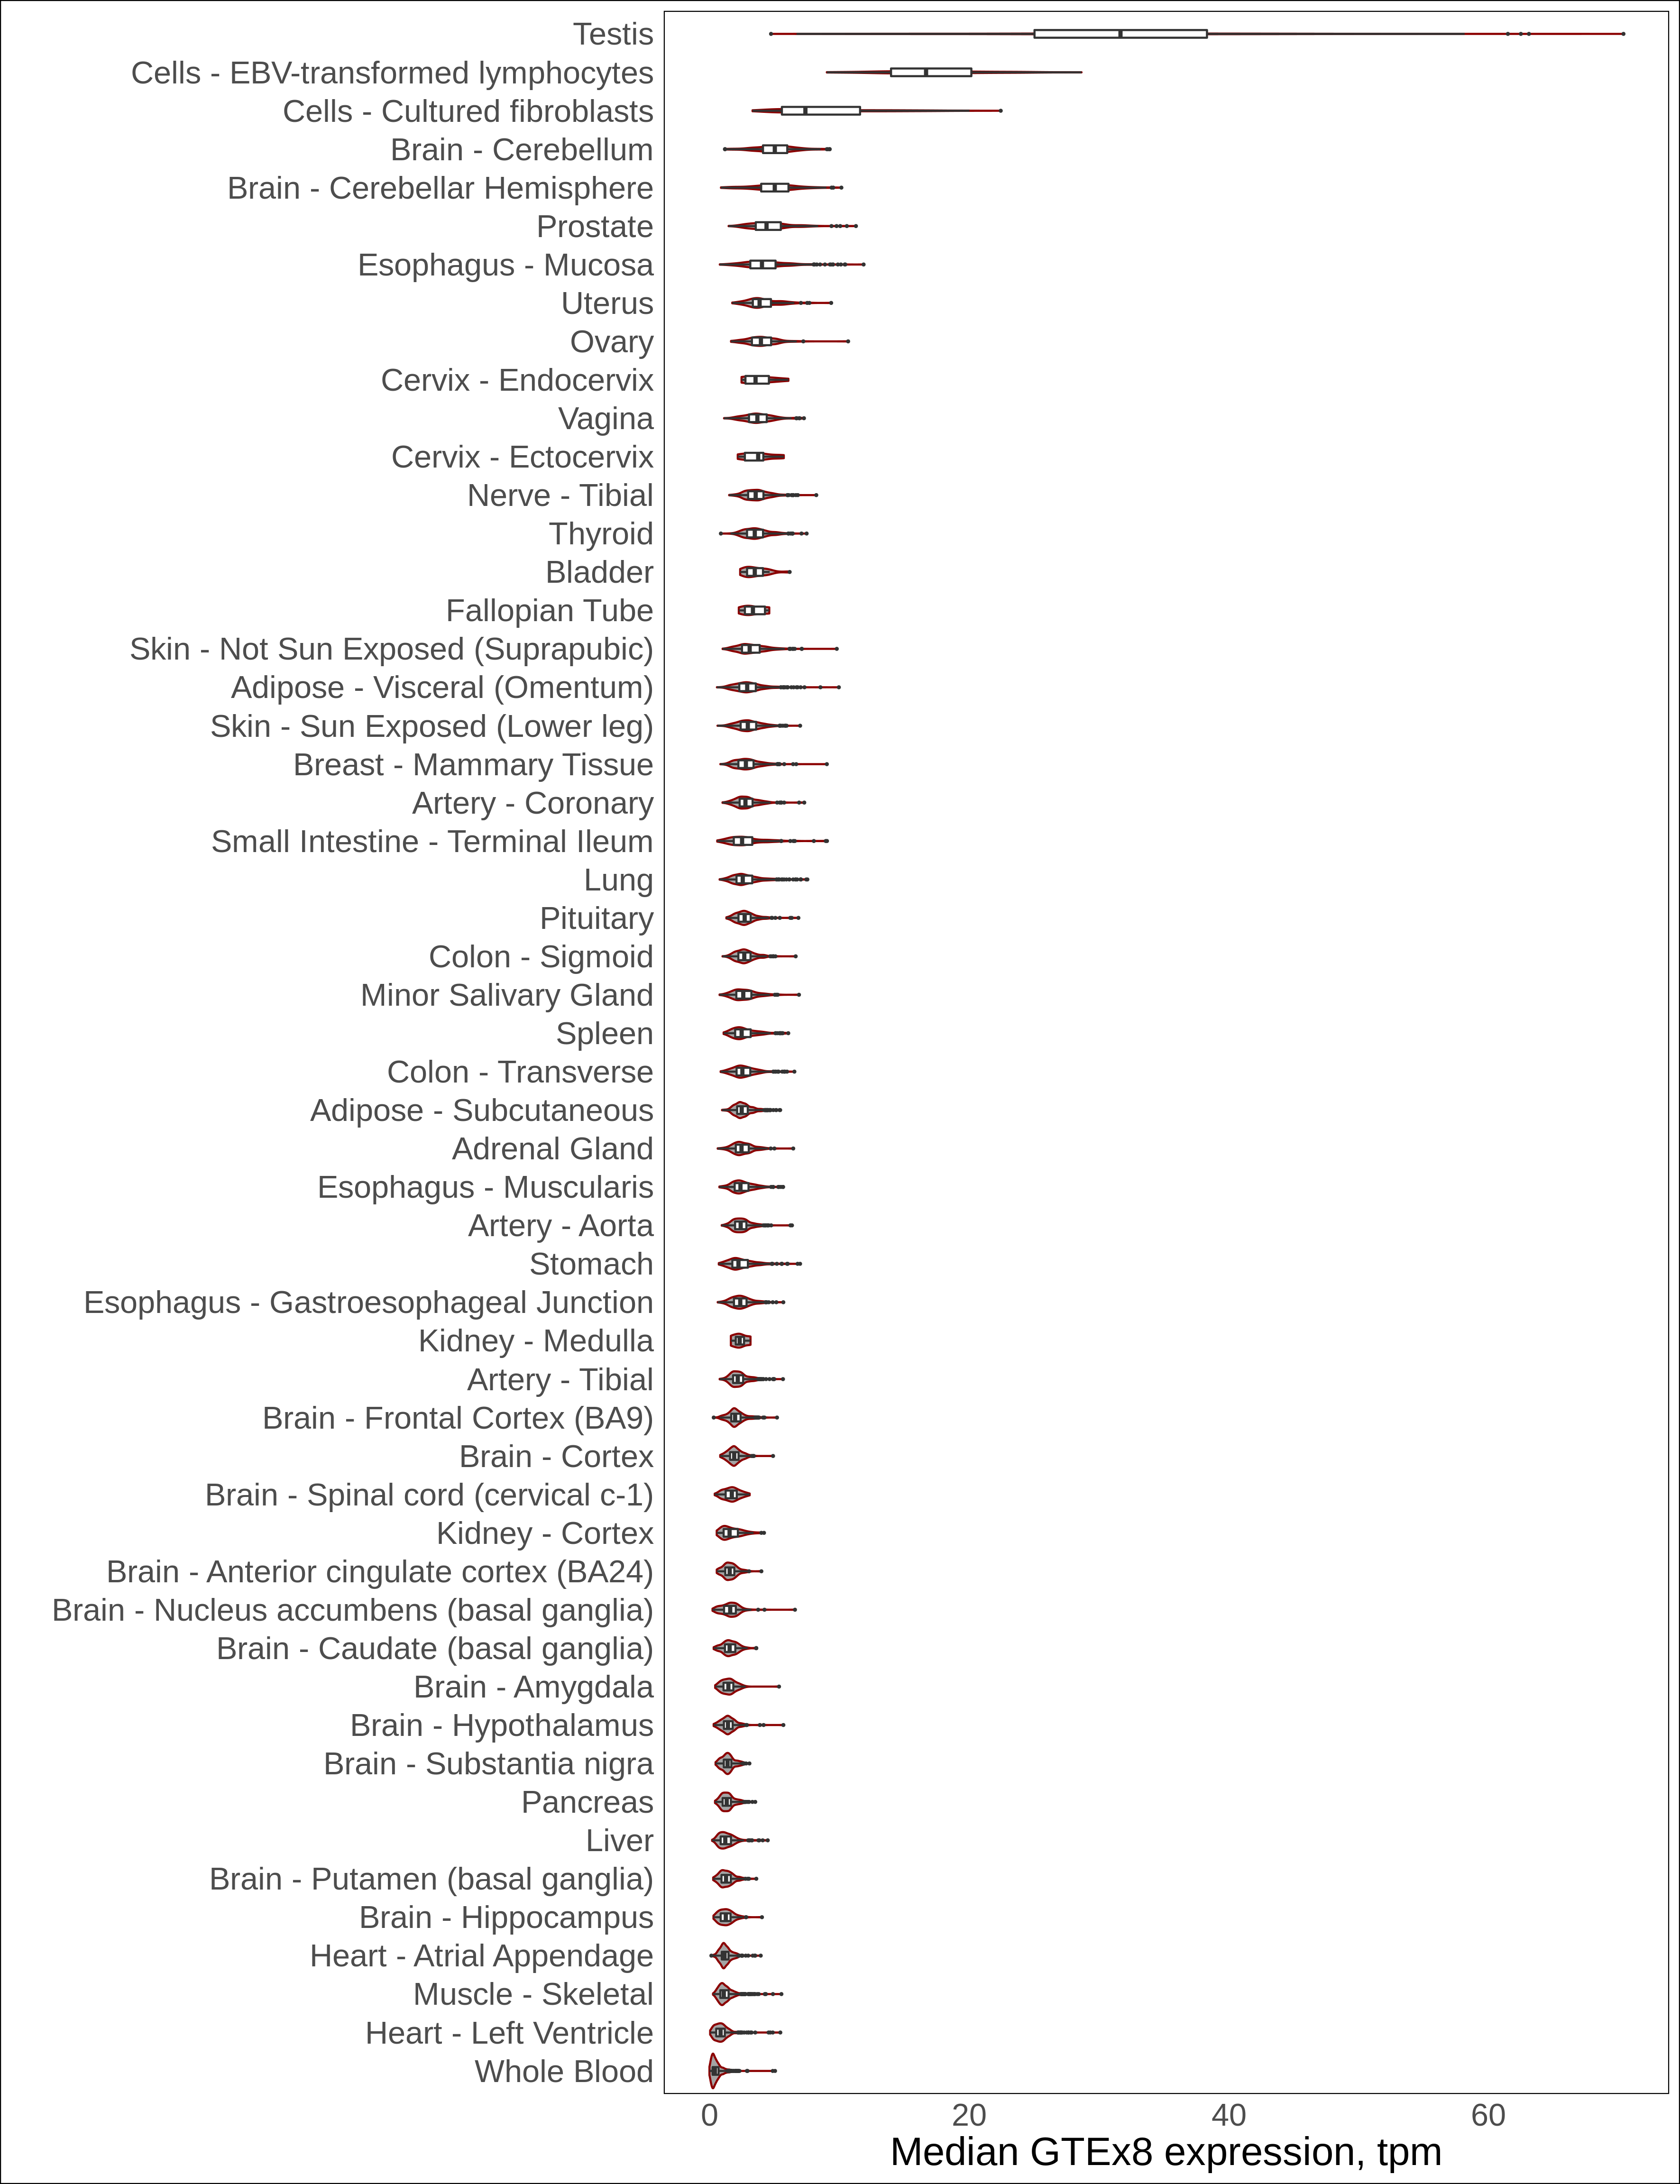 Testis
Cells - EBV-transformed lymphocytes
Cells - Cultured fibroblasts
Brain - Cerebellum
Brain - Cerebellar Hemisphere
Prostate
Esophagus - Mucosa
Uterus
Ovary
Cervix - Endocervix
Vagina
Cervix - Ectocervix
Nerve - Tibial
Thyroid
Bladder
Fallopian Tube
Skin - Not Sun Exposed (Suprapubic)
Adipose - Visceral (Omentum)
Skin - Sun Exposed (Lower leg)
Breast - Mammary Tissue
Artery - Coronary
Small Intestine - Terminal Ileum
Lung
Pituitary
Colon - Sigmoid
Minor Salivary Gland
Spleen
Colon - Transverse
Adipose - Subcutaneous
Adrenal Gland
Esophagus - Muscularis
Artery - Aorta
Stomach
Esophagus - Gastroesophageal Junction
Kidney - Medulla
Artery - Tibial
Brain - Frontal Cortex (BA9)
Brain - Cortex
Brain - Spinal cord (cervical c-1)
Kidney - Cortex
Brain - Anterior cingulate cortex (BA24)
Brain - Nucleus accumbens (basal ganglia)
Brain - Caudate (basal ganglia)
Brain - Amygdala
Brain - Hypothalamus
Brain - Substantia nigra
Pancreas
Liver
Brain - Putamen (basal ganglia)
Brain - Hippocampus
Heart - Atrial Appendage
Muscle - Skeletal
Heart - Left Ventricle
Whole Blood
0 20 40 60
Median GTEx8 expression, tpm